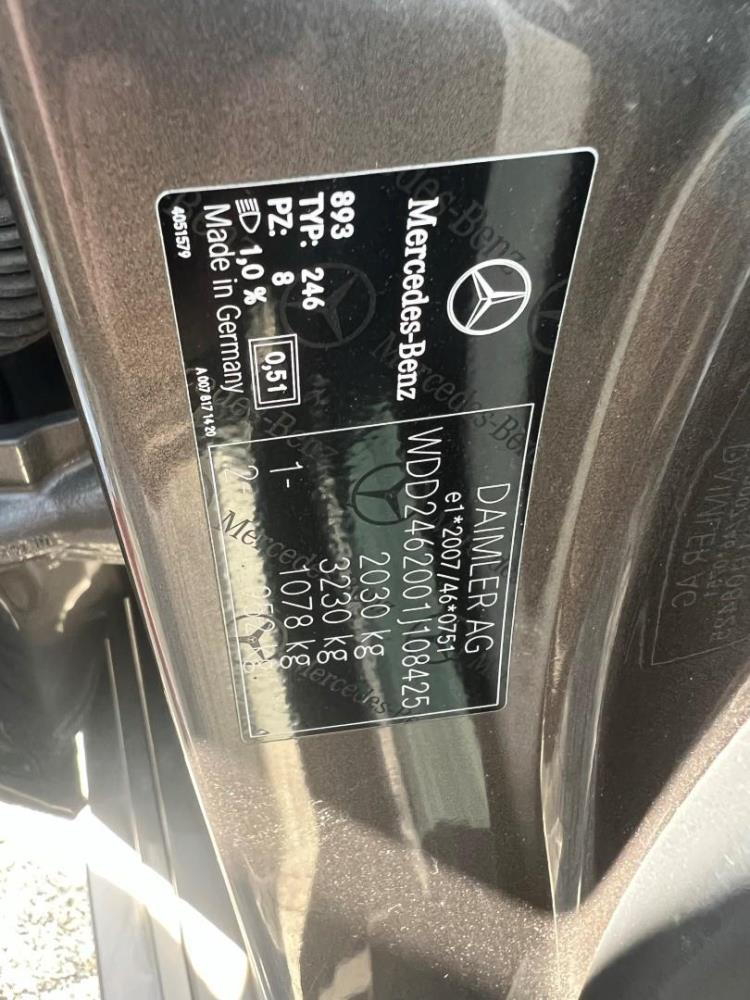 Mercedes-Benz
893
TYP: 246
PZ: 8
1,0 %
0,51
Made in Germany
4051579
A 007 817 14 20
DAIMLER AG
e1*2007/46*0751
WDD2462001J108425
2030 kg
3230 kg
1- 1078 kg
2-